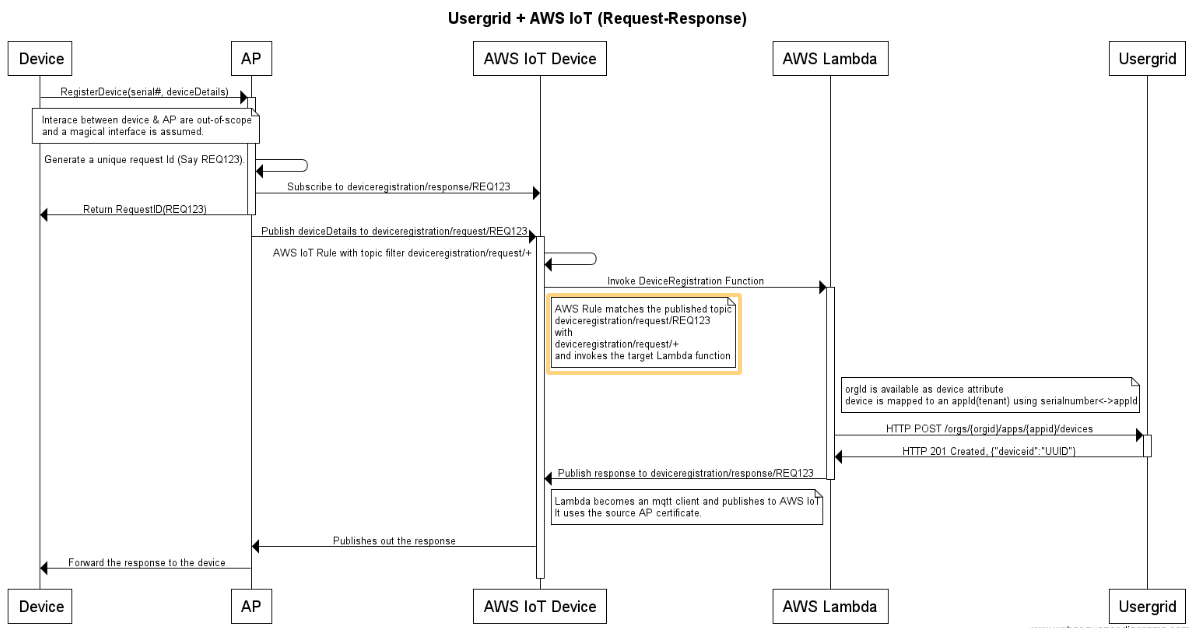 Usergrid + AWS IoT (Request-Response)
Device
AP
AWS IoT Device
AWS Lambda
Usergrid
RegisterDevice(serial#, deviceDetails)
Interace between device & AP are out-of-scope
and a magical interface is assumed.
Generate a unique request Id (Say REQ123).
Subscribe to deviceregistration/response/REQ123
Return RequestID(REQ123)
Publish deviceDetails to deviceregistration/request/REQ123
AWS IoT Rule with topic filter deviceregistration/request/+
Invoke DeviceRegistration Function
AWS Rule matches the published topic
deviceregistration/request/REQ123
with
deviceregistration/request/+
and invokes the target Lambda function
orgId is available as device attribute
device is mapped to an appId(tenant) using serialnumber<->appId
HTTP POST /orgs/{orgid}/apps/{appid}/devices
HTTP 201 Created, {"deviceid":"UUID"}
Publish response to deviceregistration/response/REQ123
Lambda becomes an mqtt client and publishes to AWS IoT
It uses the source AP certificate.
Publishes out the response
Forward the response to the device
Device
AP
AWS IoT Device
AWS Lambda
Usergrid